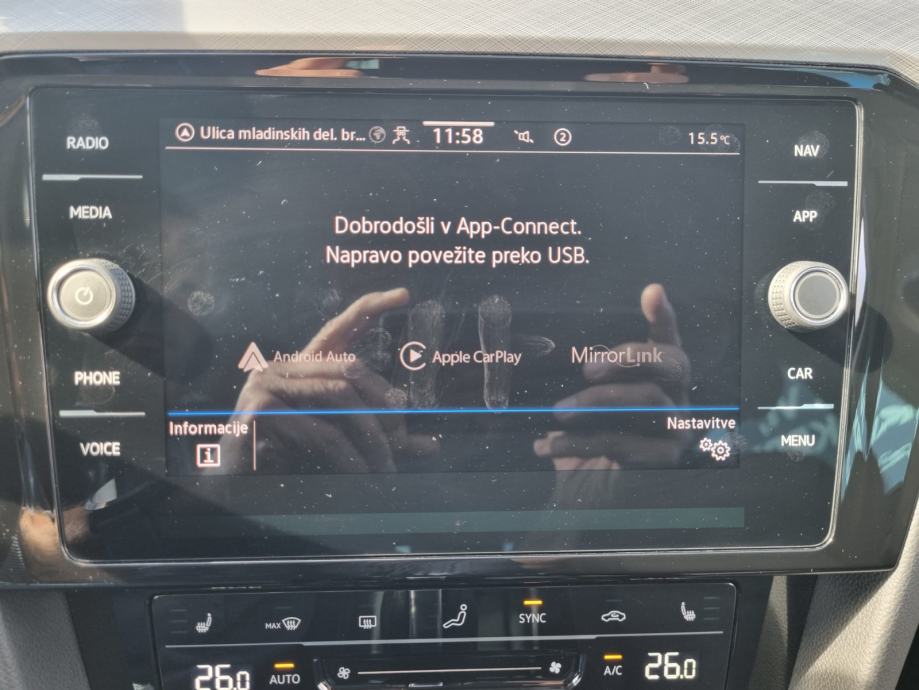 Ulica mladinskih del. br... 11:58 2 15.5°C
RADIO
NAV
MEDIA
APP
Dobrodošli v App-Connect.
Napravo povežite preko USB.
Android Auto Apple CarPlay MirrorLink
PHONE
CAR
Informacije
Nastavitve
VOICE
MENU
MAX
SYNC
26.0 AUTO A/C 26.0